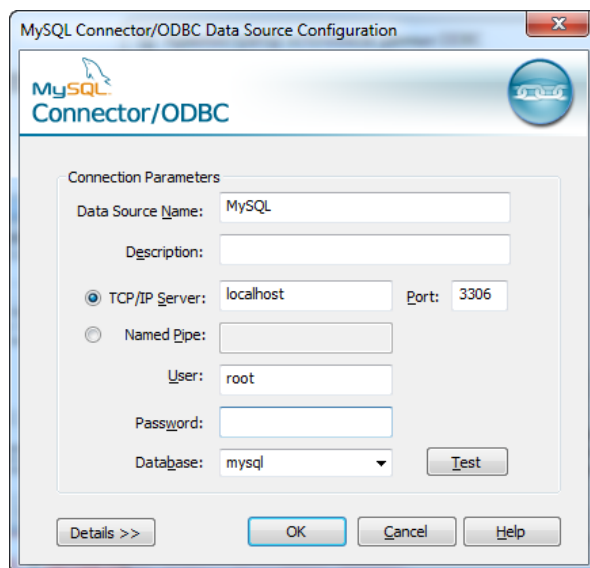 MySQL Connector/ODBC Data Source Configuration
MySQL
Connector/ODBC
Connection Parameters
Data Source Name: MySQL
Description:
TCP/IP Server: localhost Port: 3306
Named Pipe:
User: root
Password:
Database: mysql Test
Details >> OK Cancel Help